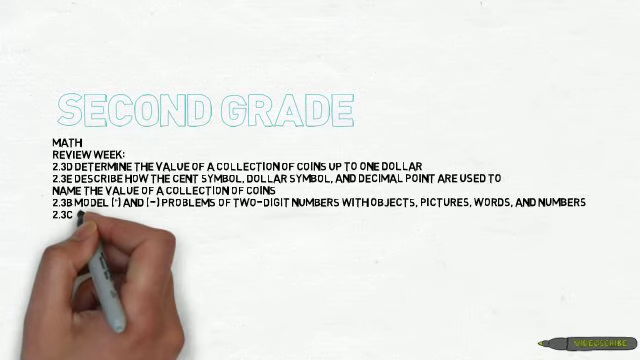 SECOND GRADE
MATH
REVIEW WEEK:
2.3D DETERMINE THE VALUE OF A COLLECTION OF COINS UP TO ONE DOLLAR
2.3E DESCRIBE HOW THE CENT SYMBOL, DOLLAR SYMBOL, AND DECIMAL POINT ARE USED TO
NAME THE VALUE OF A COLLECTION OF COINS
2.3B MODEL (+) AND (-) PROBLEMS OF TWO-DIGIT NUMBERS WITH OBJECTS, PICTURES, WORDS, AND NUMBERS
2.3C
VIDEOSCRIBE